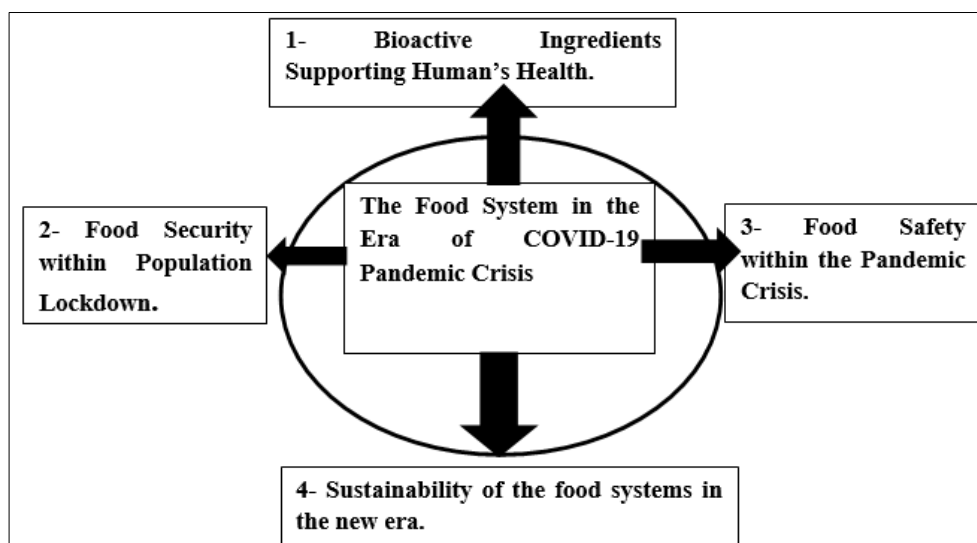 1- Bioactive Ingredients
Supporting Human's Health.
The Food System in the
Era of COVID-19
Pandemic Crisis
2- Food Security
within Population
Lockdown.
3- Food Safety
within the Pandemic
Crisis.
4- Sustainability of the food systems in
the new era.